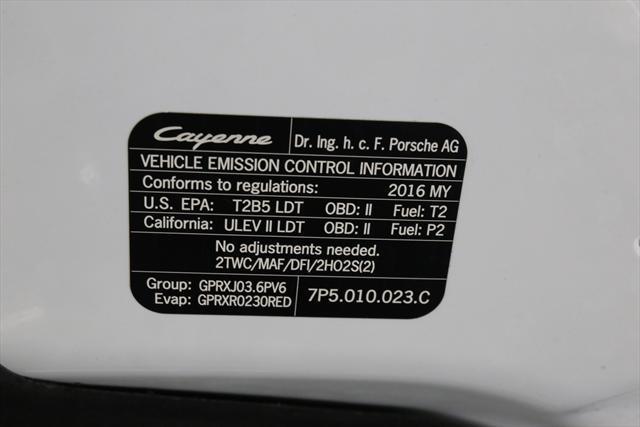 Cayenne Dr. Ing. h. c. F. Porsche AG
VEHICLE EMISSION CONTROL INFORMATION
Conforms to regulations: 2016 MY
U.S. EPA: T2B5 LDT OBD: II Fuel: T2
California: ULEV II LDT OBD: II Fuel: P2
No adjustments needed.
2TWC/MAF/DFI/2HO2S(2)
Group: GPRXJ03.6PV6
Evap: GPRXR0230RED
7P5.010.023.C